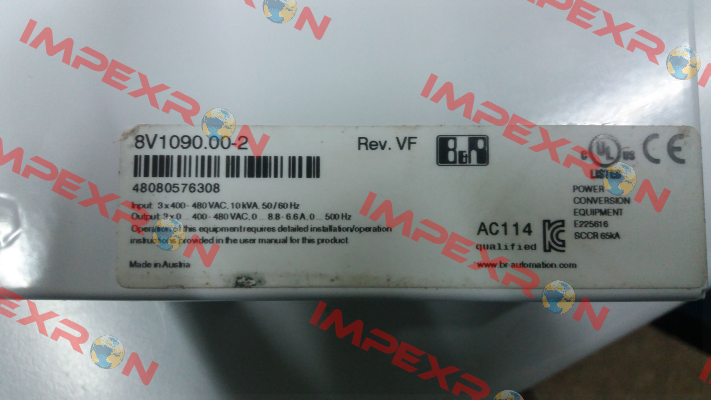 IMPEXRON
IMPEXRON
8V1090.00-2
Rev. VF
B&R
C UL US CE
LISTED
48080576308
Input: 3 x 400 - 480 VAC, 10 kVA, 50 / 60 Hz
Output: 3 x 0 ... 400 - 480 VAC, 0 ... 8.8 - 6.6 A, 0 ... 500 Hz
Operation of this equipment requires detailed installation/operation
instructions provided in the user manual for this product.
Made in Austria
AC114
qualified
www.br-automation.com
POWER
CONVERSION
EQUIPMENT
E225616
SCCR 65kA
IMPEXRON
IMPEXRON
IMPEXRON
IMPEXRON